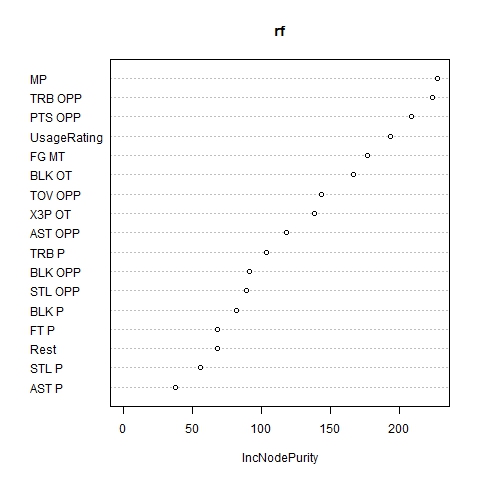 rf
MP
TRB OPP
PTS OPP
UsageRating
FG MT
BLK OT
TOV OPP
X3P OT
AST OPP
TRB P
BLK OPP
STL OPP
BLK P
FT P
Rest
STL P
AST P
0 50 100 150 200
IncNodePurity